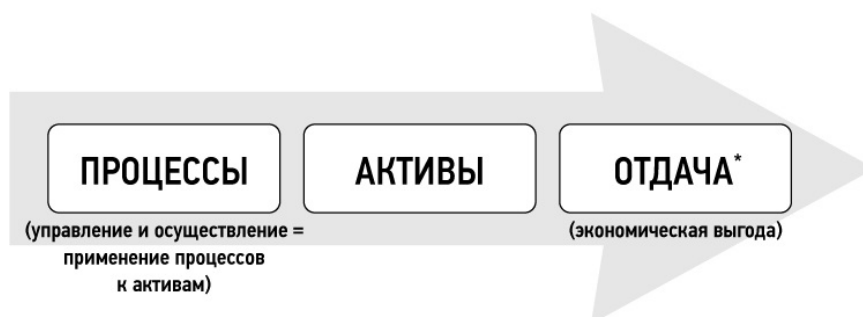 ПРОЦЕССЫ
АКТИВЫ
ОТДАЧА*
(управление и осуществление =
применение процессов
к активам)
(экономическая выгода)